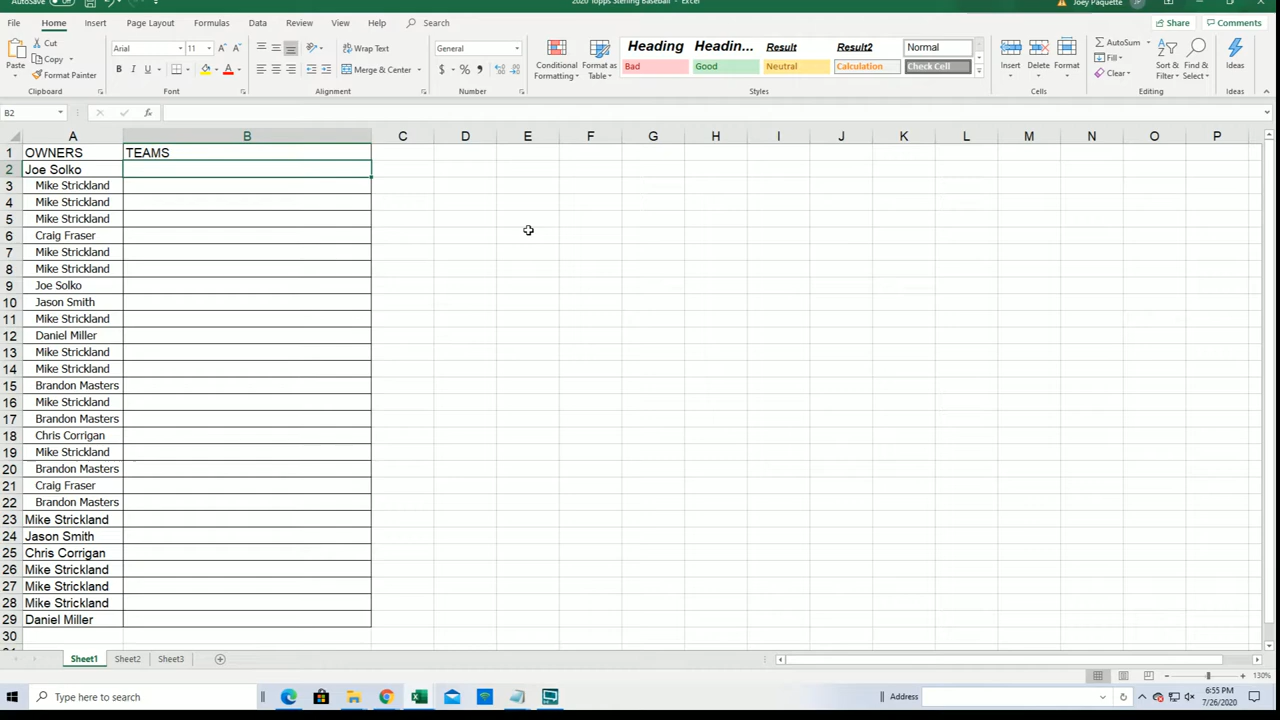 AutoSave Off
2020 Topps Sterling Baseball - Excel
Joey Paquette JP
File Home Insert Page Layout Formulas Data Review View Help Search Share Comments
Paste Cut Copy Format Painter Clipboard
Arial 11 A A B I U A Font
Wrap Text Merge & Center Alignment
General $ % , Number
Conditional Formatting Format as Table
Heading Headin... Result Result2 Normal
Bad Good Neutral Calculation Check Cell
Styles
Insert Delete Format Cells
AutoSum Fill Clear Sort & Filter Find & Select Editing
Ideas Ideas
B2 fx
A B C D E F G H I J K L M N O P
1 OWNERS TEAMS
2 Joe Solko
3 Mike Strickland
4 Mike Strickland
5 Mike Strickland
6 Craig Fraser
7 Mike Strickland
8 Mike Strickland
9 Joe Solko
10 Jason Smith
11 Mike Strickland
12 Daniel Miller
13 Mike Strickland
14 Mike Strickland
15 Brandon Masters
16 Mike Strickland
17 Brandon Masters
18 Chris Corrigan
19 Mike Strickland
20 Brandon Masters
21 Craig Fraser
22 Brandon Masters
23 Mike Strickland
24 Jason Smith
25 Chris Corrigan
26 Mike Strickland
27 Mike Strickland
28 Mike Strickland
29 Daniel Miller
30
Sheet1 Sheet2 Sheet3
130%
Type here to search
Address
6:55 PM
7/26/2020